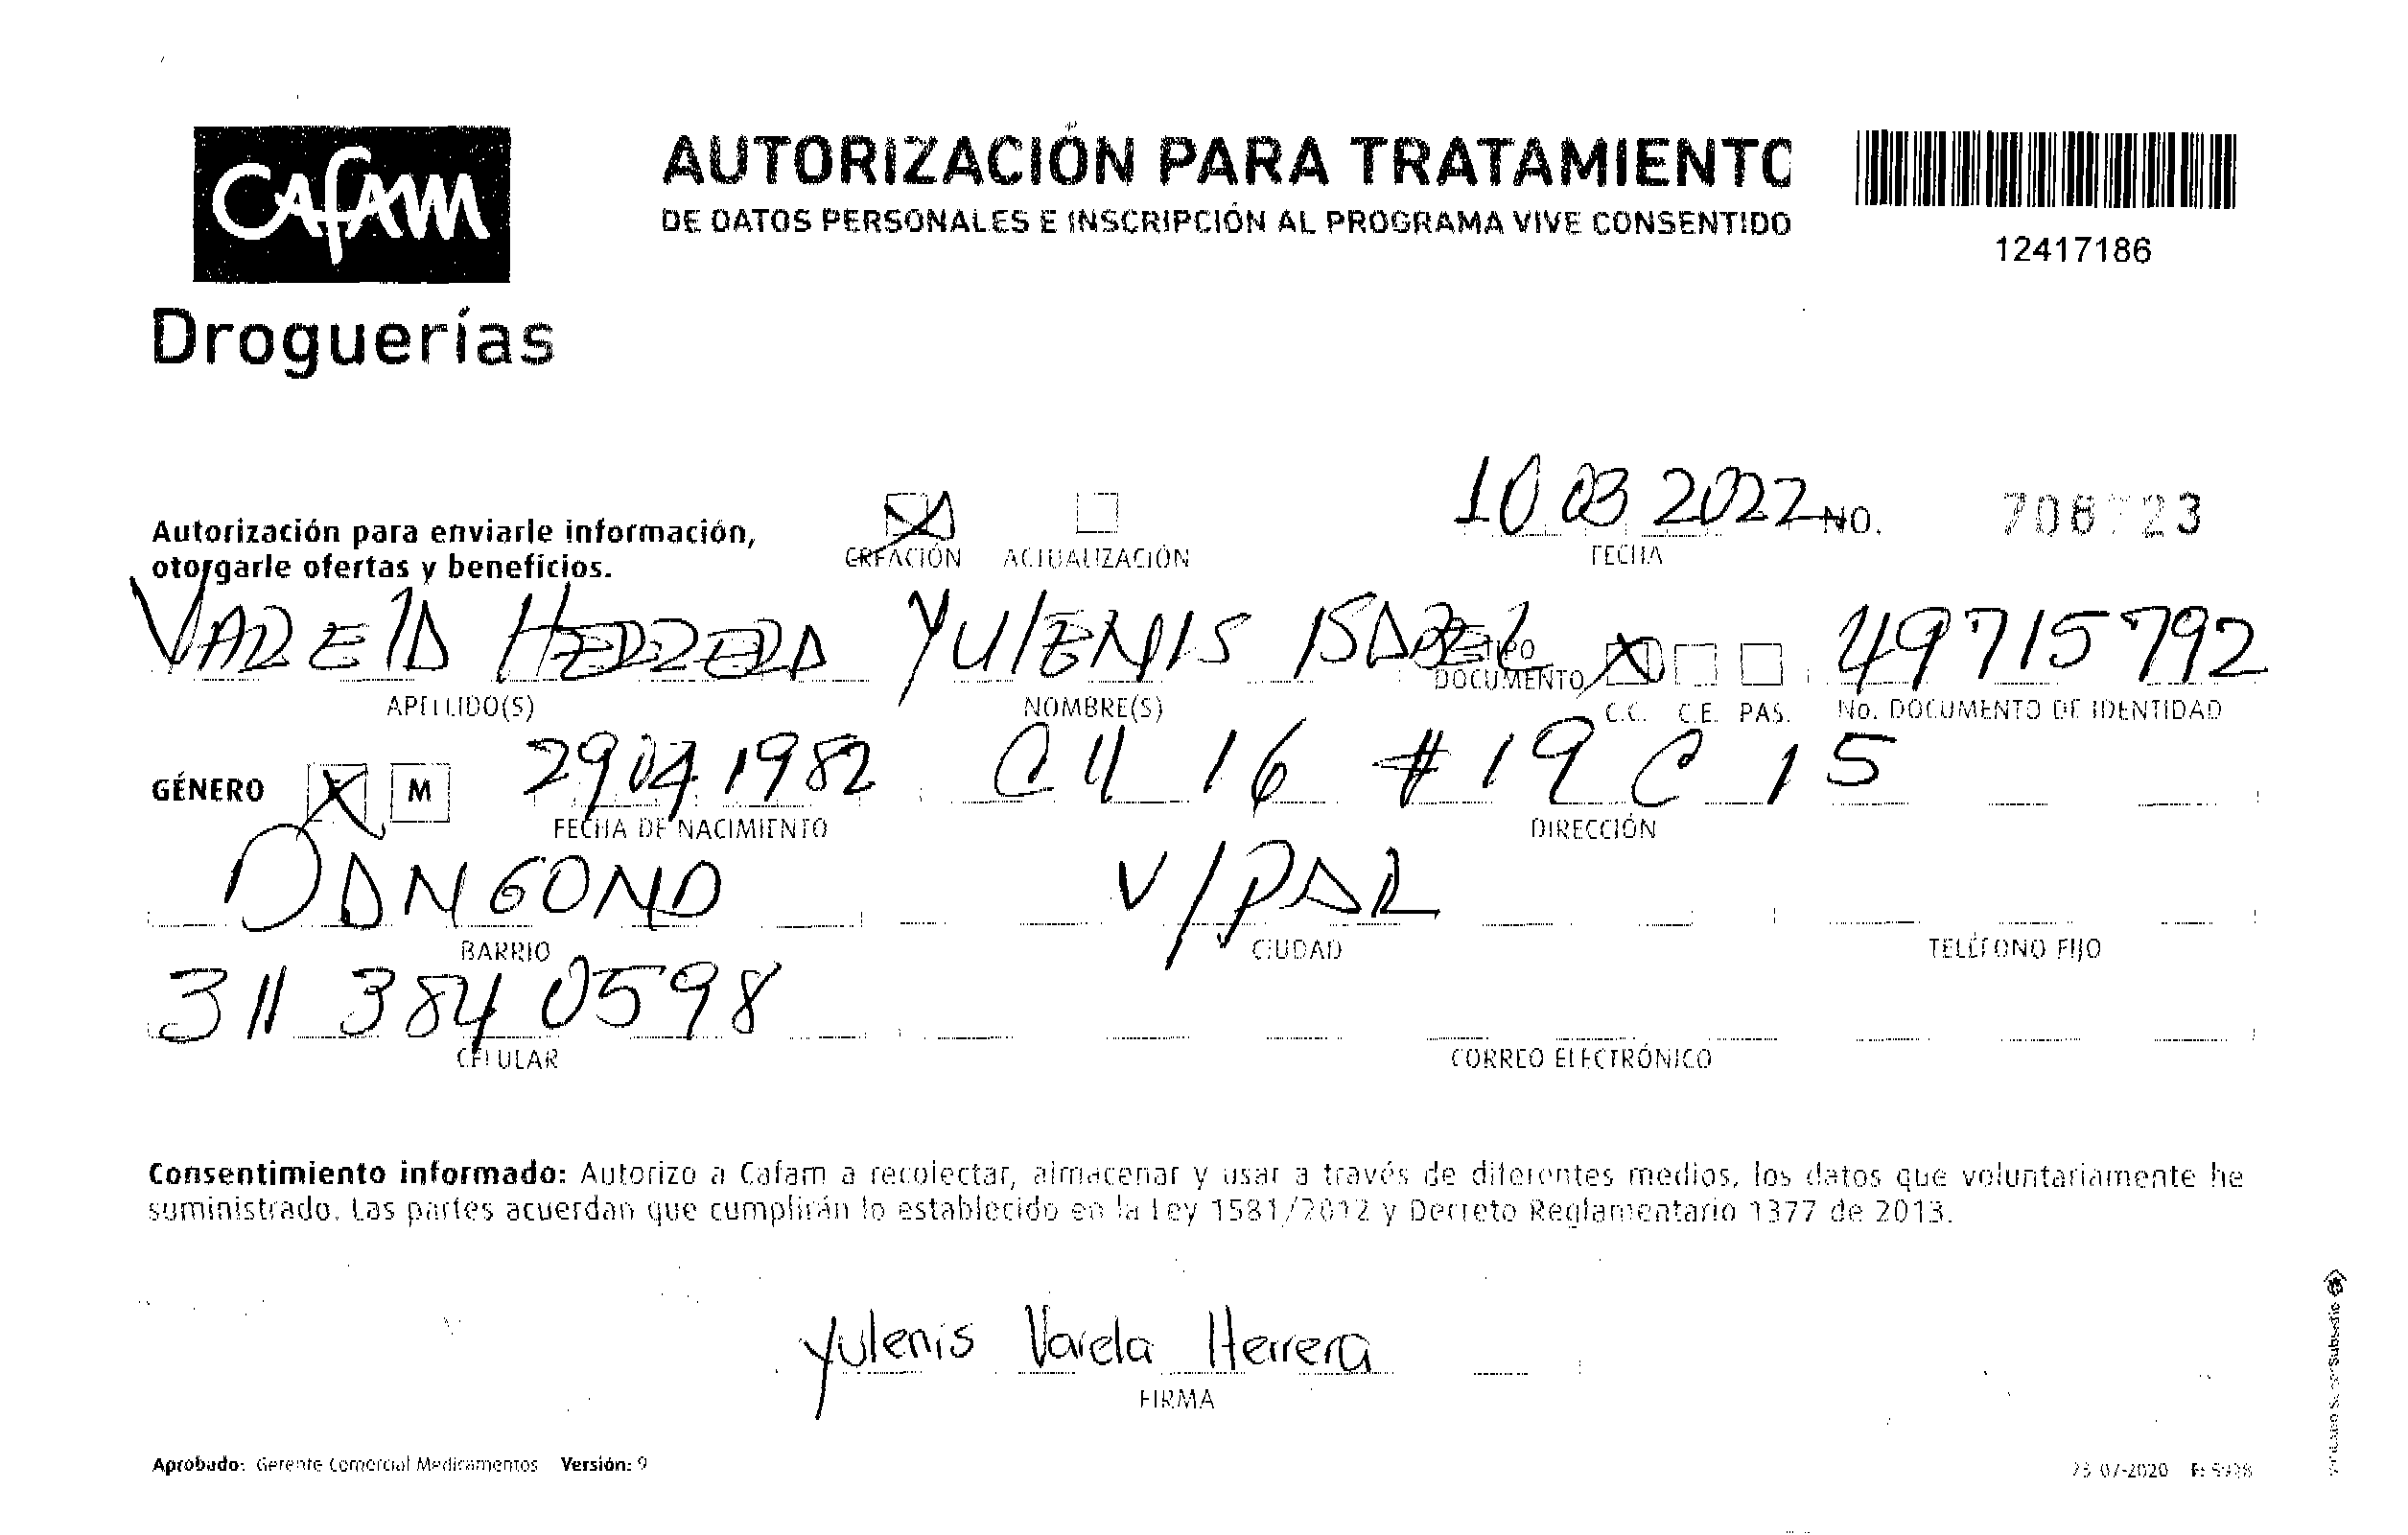 Cafam
Droguerías
AUTORIZACIÓN PARA TRATAMIENTO
DE DATOS PERSONALES E INSCRIPCIÓN AL PROGRAMA VIVE CONSENTIDO
12417186
Autorización para enviarle información,
otorgarle ofertas y beneficios.
CREACIÓN ACTUALIZACIÓN
10 03 2022
FECHA
NO.
VARELA HERRERA YULENIS ISABEL TIPO DOCUMENTO 49715792
APELLIDO(S) NOMBRE(S) C.C. C.E. PAS. No. DOCUMENTO DE IDENTIDAD
GÉNERO F M 29 04 1982 Cll 16 # 19 C 15
FECHA DE NACIMIENTO DIRECCIÓN
DANGOND V/PAR
BARRIO CIUDAD TELÉFONO FIJO
311 384 0598
CELULAR CORREO ELECTRÓNICO
Consentimiento informado: Autorizo a Cafam a recolectar, almacenar y usar a través de diferentes medios, los datos que voluntariamente he
suministrado. Las partes acuerdan que cumplirán lo establecido en la Ley 1581/2012 y Decreto Reglamentario 1377 de 2013.
Yulenis Varela Herrera
FIRMA
Aprobado: Gerente Comercial Medicamentos Versión: 9
23-07-2020